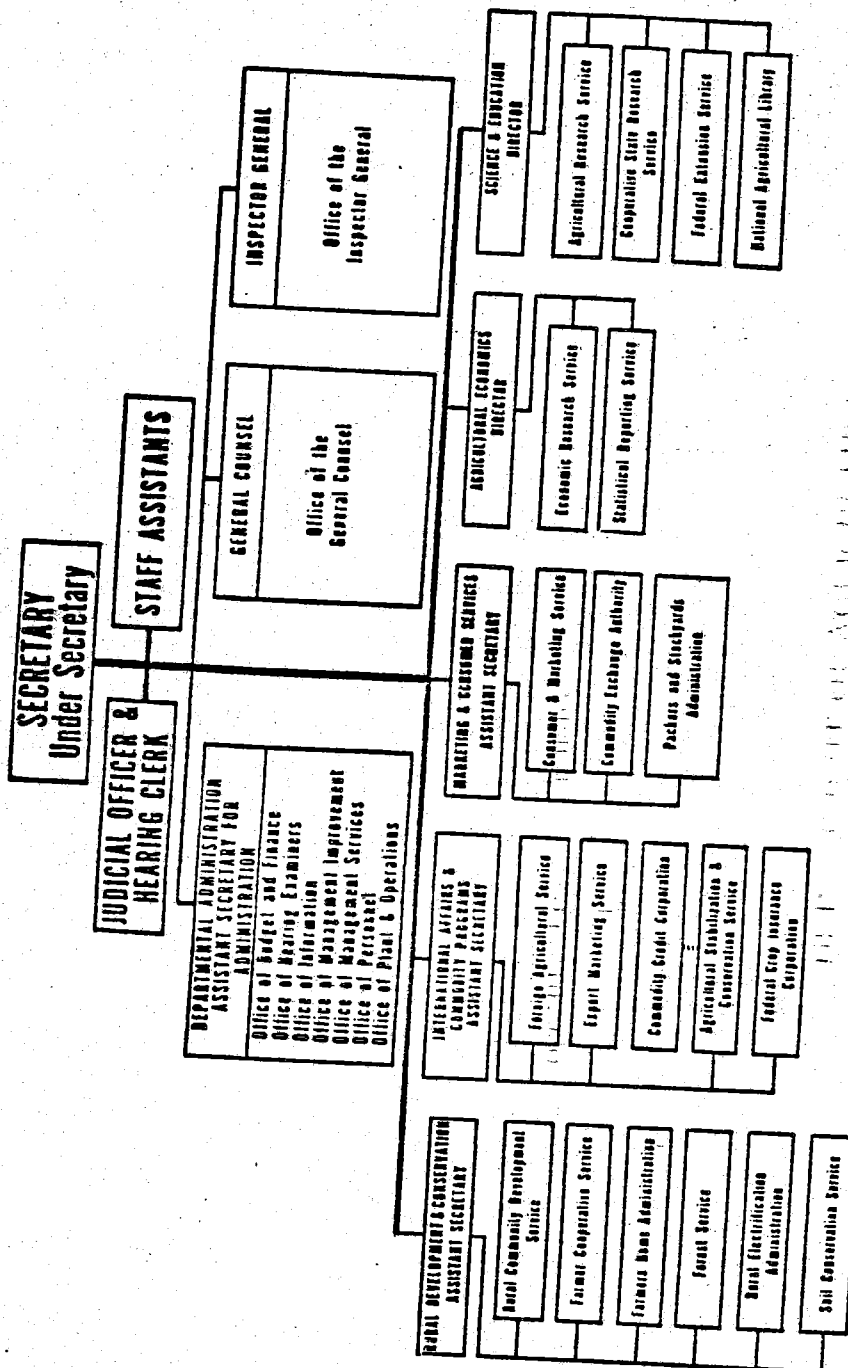 SECRETARY
Under Secretary
JUDICIAL OFFICER &
HEARING CLERK
STAFF ASSISTANTS
DEPARTMENTAL ADMINISTRATION
ASSISTANT SECRETARY FOR
ADMINISTRATION
Office of Budget and Finance
Office of Hearing Examiners
Office of Information
Office of Management Improvement
Office of Management Services
Office of Personnel
Office of Plant & Operations
GENERAL COUNSEL
Office of the
General Counsel
INSPECTOR GENERAL
Office of the
Inspector General
RURAL DEVELOPMENT & CONSERVATION
ASSISTANT SECRETARY
Rural Community Development
Service
Farmer Cooperative Service
Farmers Home Administration
Forest Service
Rural Electrification
Administration
Soil Conservation Service
INTERNATIONAL AFFAIRS &
COMMODITY PROGRAMS
ASSISTANT SECRETARY
Foreign Agricultural Service
Export Marketing Service
Commodity Credit Corporation
Agricultural Stabilization &
Conservation Service
Federal Crop Insurance
Corporation
MARKETING & CONSUMER SERVICES
ASSISTANT SECRETARY
Consumer & Marketing Service
Commodity Exchange Authority
Packers and Stockyards
Administration
AGRICULTURAL ECONOMICS
DIRECTOR
Economic Research Service
Statistical Reporting Service
SCIENCE & EDUCATION
DIRECTOR
Agricultural Research Service
Cooperative State Research
Service
Federal Extension Service
National Agricultural Library